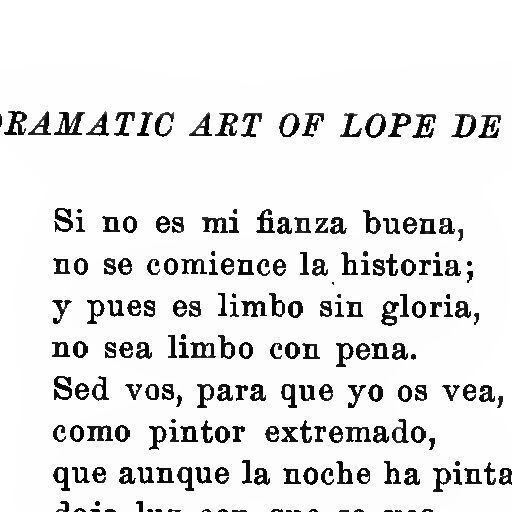 DRAMATIC ART OF LOPE DE
Si no es mi fianza buena,
no se comience la historia;
y pues es limbo sin gloria,
no sea limbo con pena.
Sed vos, para que yo os vea,
como pintor extremado,
que aunque la noche ha pinta